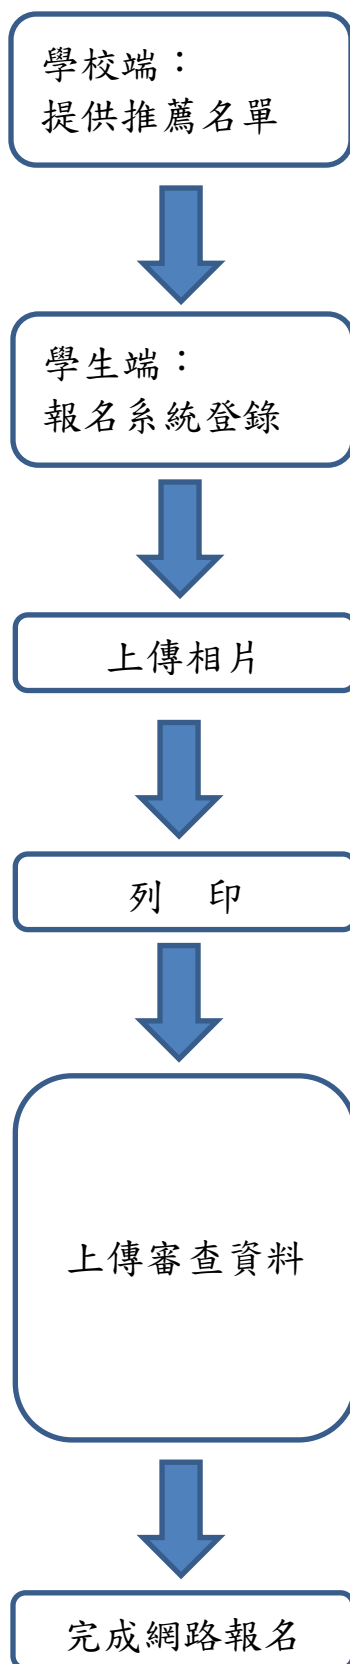 學校端：
提供推薦名單
學生端：
報名系統登錄
上傳相片
列　印
上傳審查資料
完成網路報名